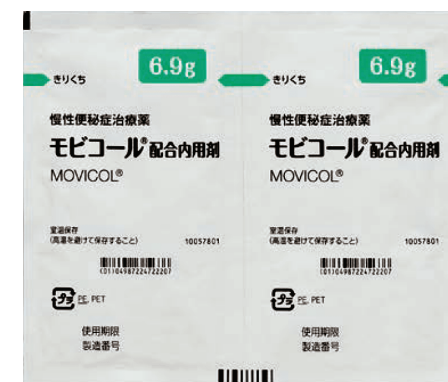 6.9g
きりくち
慢性便秘症治療薬
モビコール®配合内用剤
MOVICOL®
室温保存
(高温を避けて保存すること) 10057801
(01)04987224722207
プラ PE, PET
使用期限
製造番号
6.9g
きりくち
慢性便秘症治療薬
モビコール®配合内用剤
MOVICOL®
室温保存
(高温を避けて保存すること) 10057801
(01)04987224722207
プラ PE, PET
使用期限
製造番号